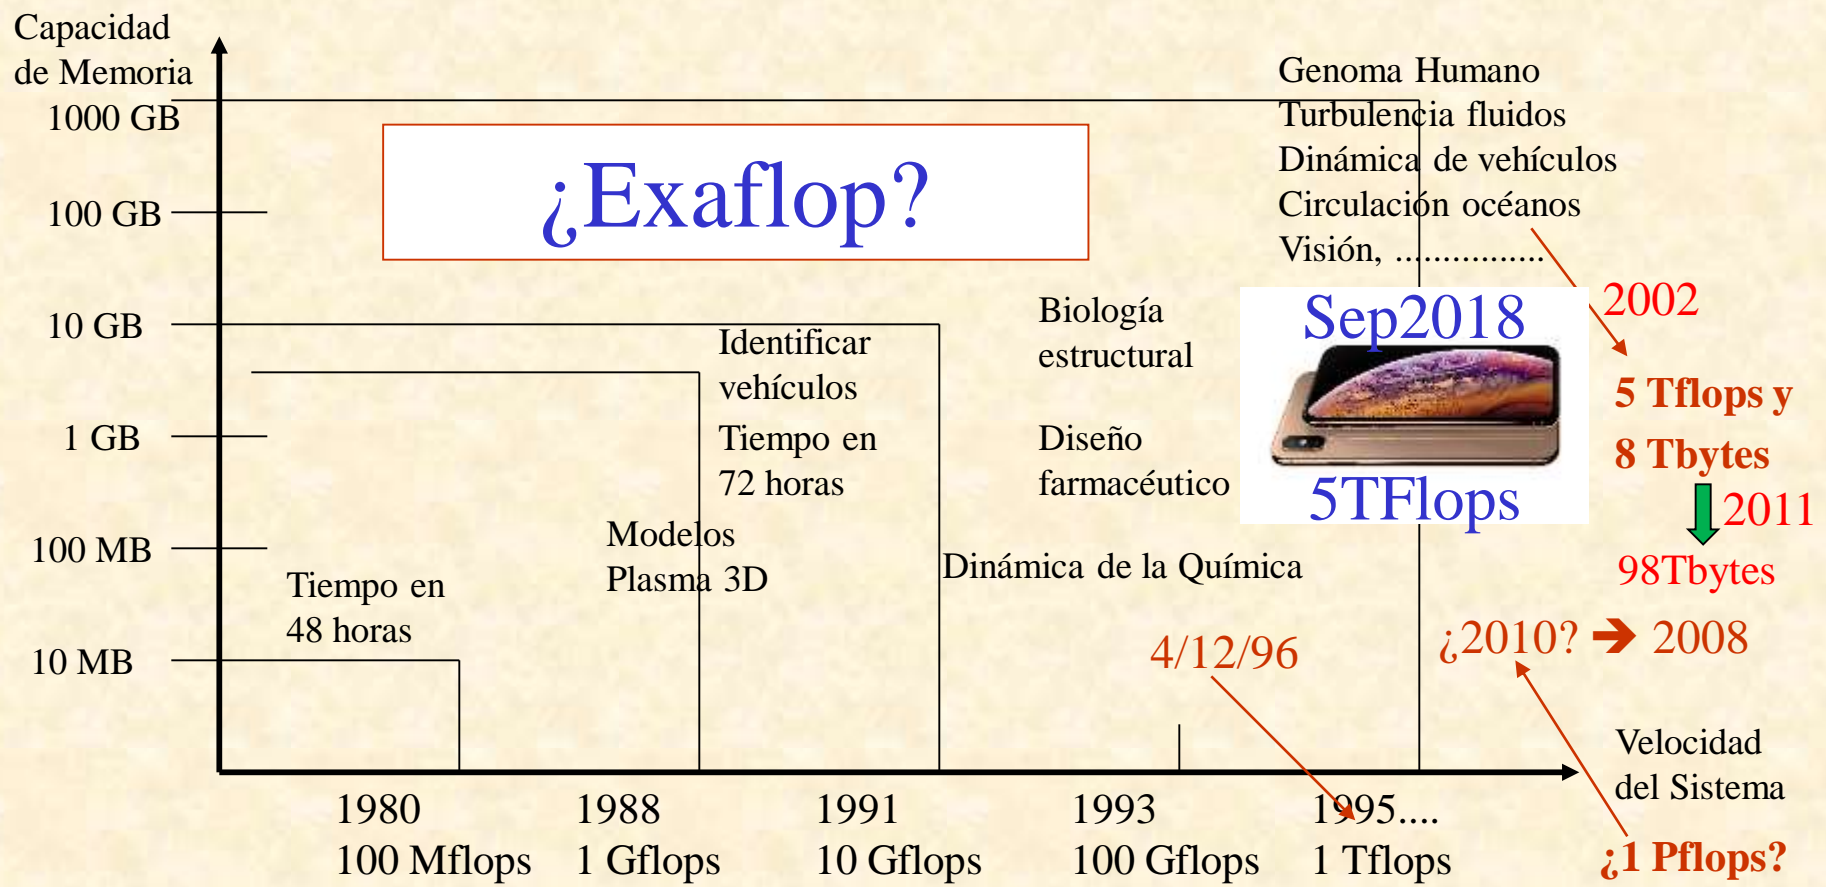 Capacidad
de Memoria
1000 GB
100 GB
10 GB
1 GB
100 MB
10 MB
¿Exaflop?
Genoma Humano
Turbulencia fluidos
Dinámica de vehículos
Circulación océanos
Visión, ................
Tiempo en
48 horas
Modelos
Plasma 3D
Identificar
vehículos
Tiempo en
72 horas
Biología
estructural
Diseño
farmacéutico
Dinámica de la Química
Sep2018
5TFlops
2002
5 Tflops y
8 Tbytes
2011
98Tbytes
4/12/96
¿2010? ➔ 2008
Velocidad
del Sistema
¿1 Pflops?
1980
100 Mflops
1988
1 Gflops
1991
10 Gflops
1993
100 Gflops
1995....
1 Tflops